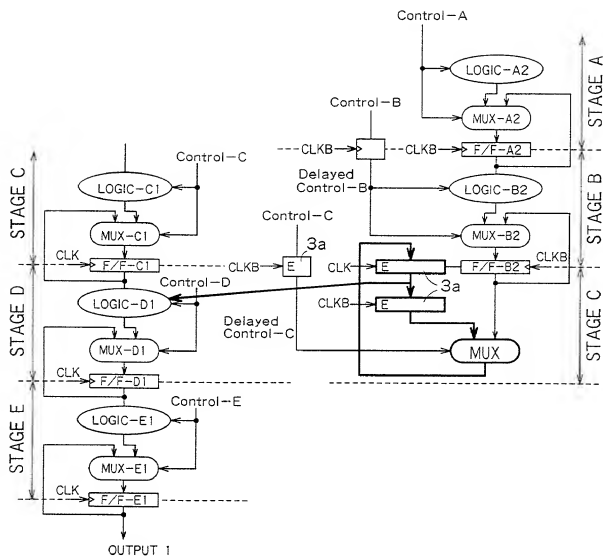 Control-A
LOGIC-A2
MUX-A2
F/F-A2
CLKB
STAGE A
Control-B
CLKB
Delayed
Control-B
LOGIC-B2
MUX-B2
F/F-B2
CLKB
STAGE B
STAGE C
LOGIC-C1
Control-C
MUX-C1
CLK
F/F-C1
CLKB
Control-C
3a
E
CLK
E
3a
CLKB
E
Delayed
Control-C
MUX
STAGE C
STAGE D
Control-D
LOGIC-D1
MUX-D1
CLK
F/F-D1
STAGE E
Control-E
LOGIC-E1
MUX-E1
CLK
F/F-E1
OUTPUT 1